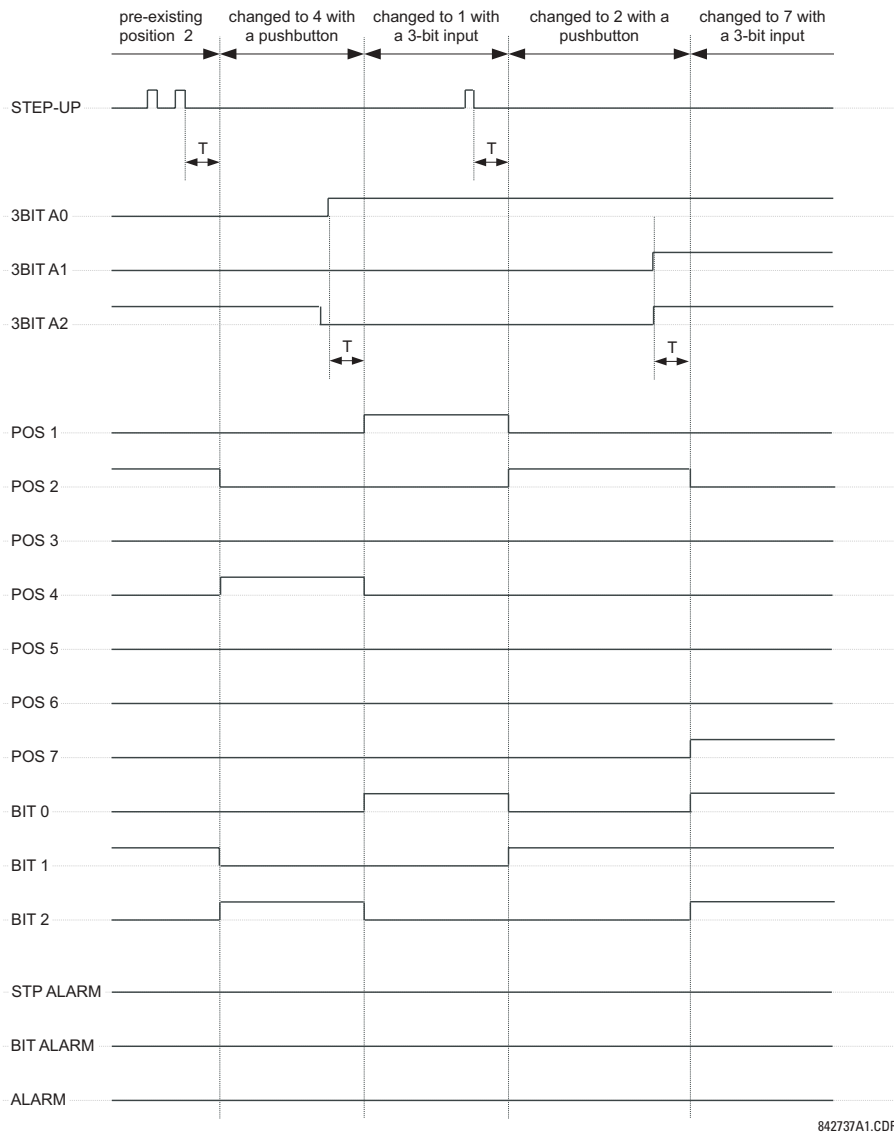 pre-existing
position 2
changed to 4 with
a pushbutton
changed to 1 with
a 3-bit input
changed to 2 with a
pushbutton
changed to 7 with
a 3-bit input
STEP-UP
T
T
3BIT A0
3BIT A1
3BIT A2
T
T
POS 1
POS 2
POS 3
POS 4
POS 5
POS 6
POS 7
BIT 0
BIT 1
BIT 2
STP ALARM
BIT ALARM
ALARM
842737A1.CDR